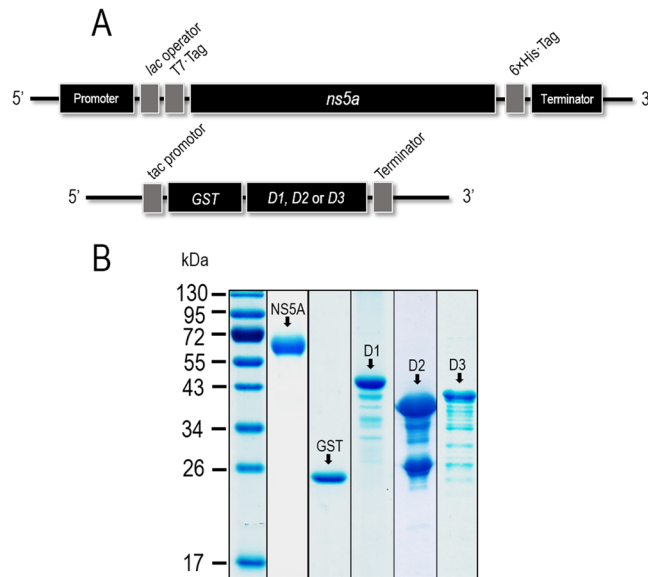 A
lac operator
T7·Tag
6×His·Tag
5’ Promoter ns5a Terminator 3’
tac promotor
Terminator
5’ GST D1, D2 or D3 3’
B
kDa
130
95
72
55
43
34
26
17
NS5A
GST
D1
D2
D3